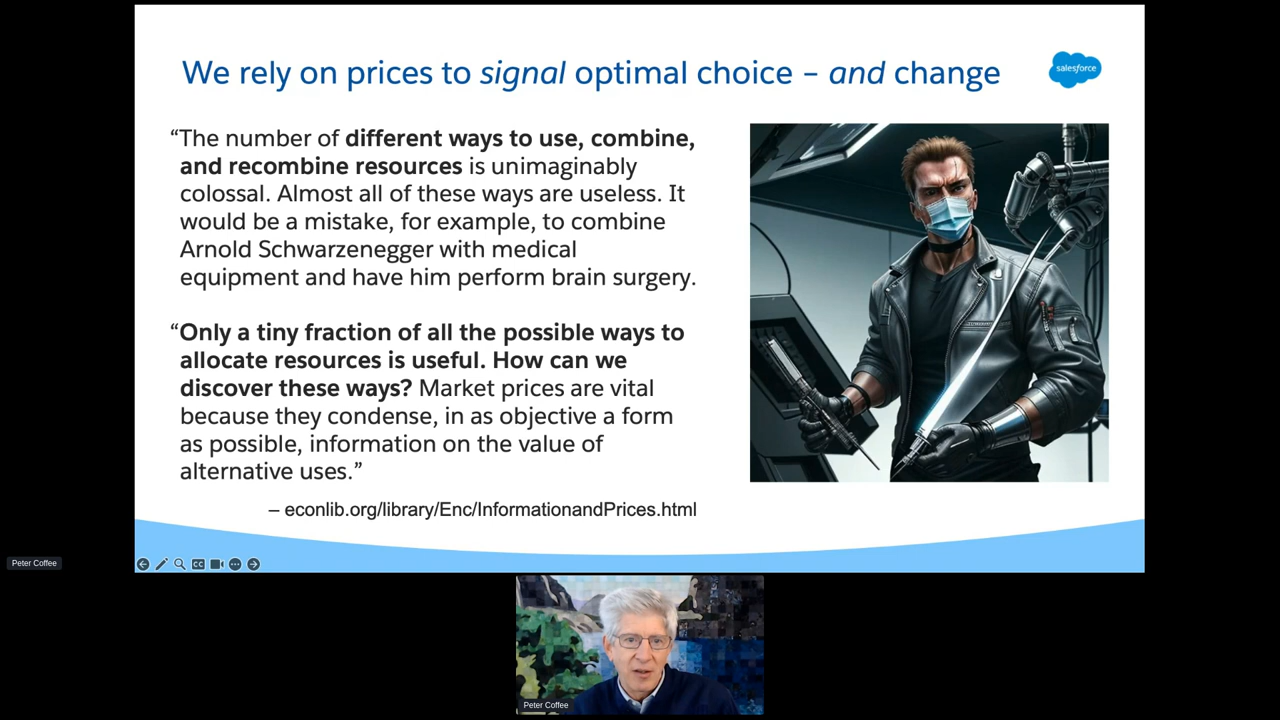 We rely on prices to signal optimal choice – and change
salesforce
“The number of different ways to use, combine,
and recombine resources is unimaginably
colossal. Almost all of these ways are useless. It
would be a mistake, for example, to combine
Arnold Schwarzenegger with medical
equipment and have him perform brain surgery.
“Only a tiny fraction of all the possible ways to
allocate resources is useful. How can we
discover these ways? Market prices are vital
because they condense, in as objective a form
as possible, information on the value of
alternative uses.”
– econlib.org/library/Enc/InformationandPrices.html
Peter Coffee
CC
Peter Coffee